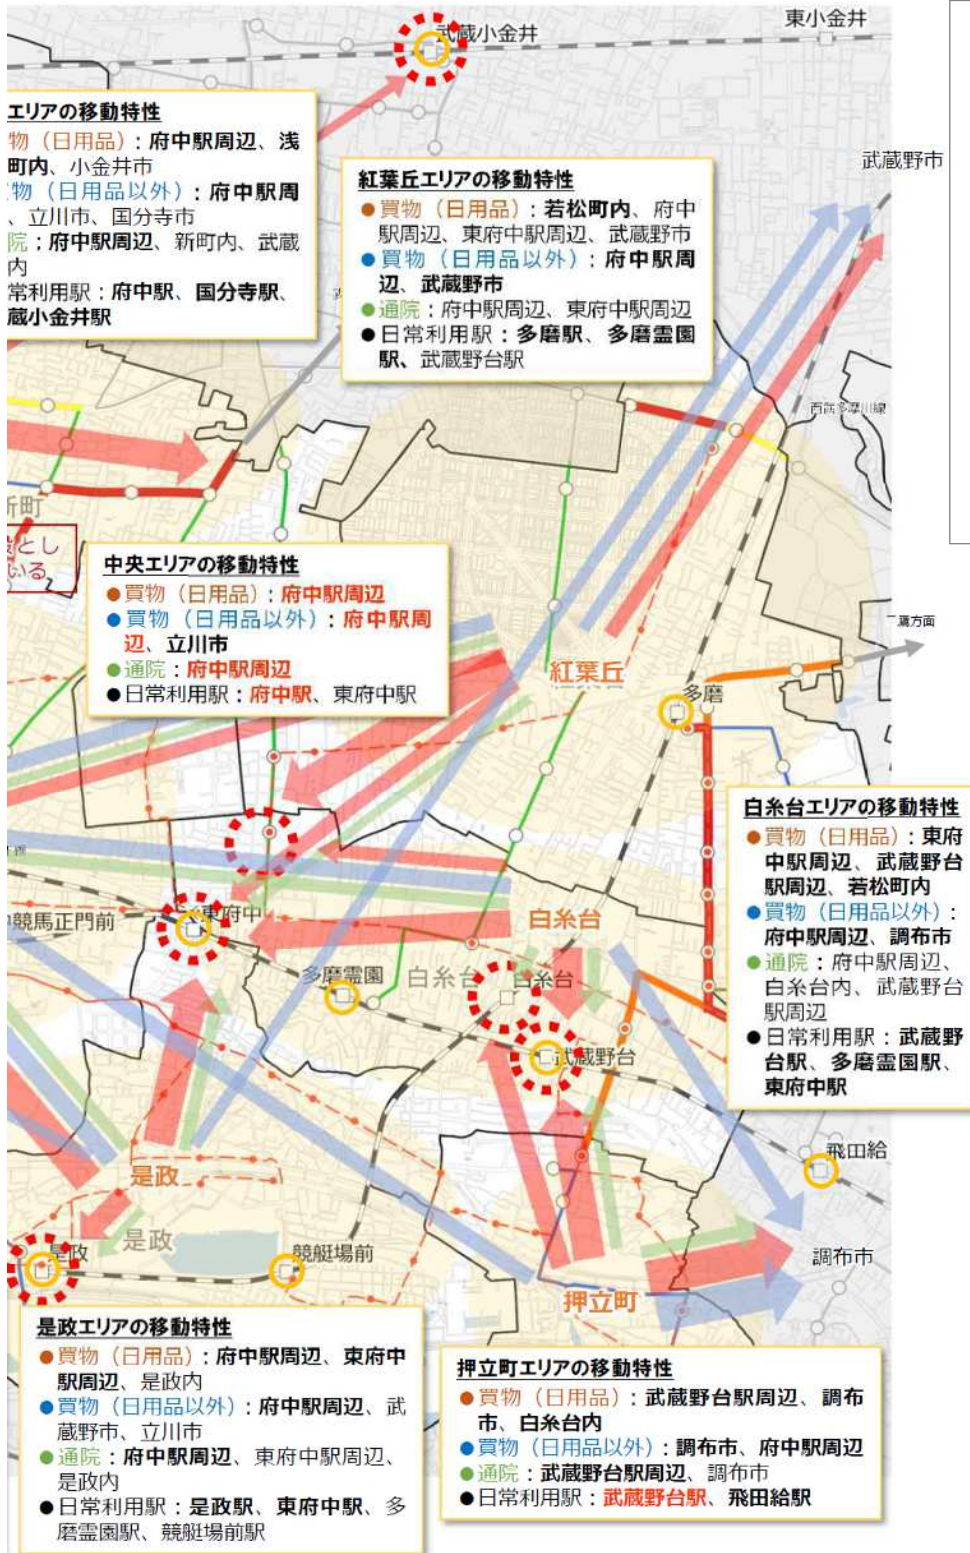 武蔵小金井
東小金井
武蔵野市
エリアの移動特性
物（日用品）：府中駅周辺、浅
町内、小金井市
物（日用品以外）：府中駅周
、立川市、国分寺市
院：府中駅周辺、新町内、武蔵
内
常利用駅：府中駅、国分寺駅、
蔵小金井駅
紅葉丘エリアの移動特性
●買物（日用品）：若松町内、府中
駅周辺、東府中駅周辺、武蔵野市
●買物（日用品以外）：府中駅周
辺、武蔵野市
●通院：府中駅周辺、東府中駅周辺
●日常利用駅：多磨駅、多磨霊園
駅、武蔵野台駅
西武多摩川線
新町
とし
いる
中央エリアの移動特性
●買物（日用品）：府中駅周辺
●買物（日用品以外）：府中駅周
辺、立川市
●通院：府中駅周辺
●日常利用駅：府中駅、東府中駅
鷹方面
紅葉丘
多磨
白糸台エリアの移動特性
●買物（日用品）：東府
中駅周辺、武蔵野台
駅周辺、若松町内
●買物（日用品以外）：
府中駅周辺、調布市
●通院：府中駅周辺、
白糸台内、武蔵野台
駅周辺
●日常利用駅：武蔵野
台駅、多磨霊園駅、
東府中駅
東府中
競馬正門前
白糸台
多磨霊園
白糸台
白糸台
武蔵野台
飛田給
是政
是政
是政
競艇場前
調布市
押立町
是政エリアの移動特性
●買物（日用品）：府中駅周辺、東府中
駅周辺、是政内
●買物（日用品以外）：府中駅周辺、武
蔵野市、立川市
●通院：府中駅周辺、東府中駅周辺、
是政内
●日常利用駅：是政駅、東府中駅、多
磨霊園駅、競艇場前駅
押立町エリアの移動特性
●買物（日用品）：武蔵野台駅周辺、調布
市、白糸台内
●買物（日用品以外）：調布市、府中駅周辺
●通院：武蔵野台駅周辺、調布市
●日常利用駅：武蔵野台駅、飛田給駅